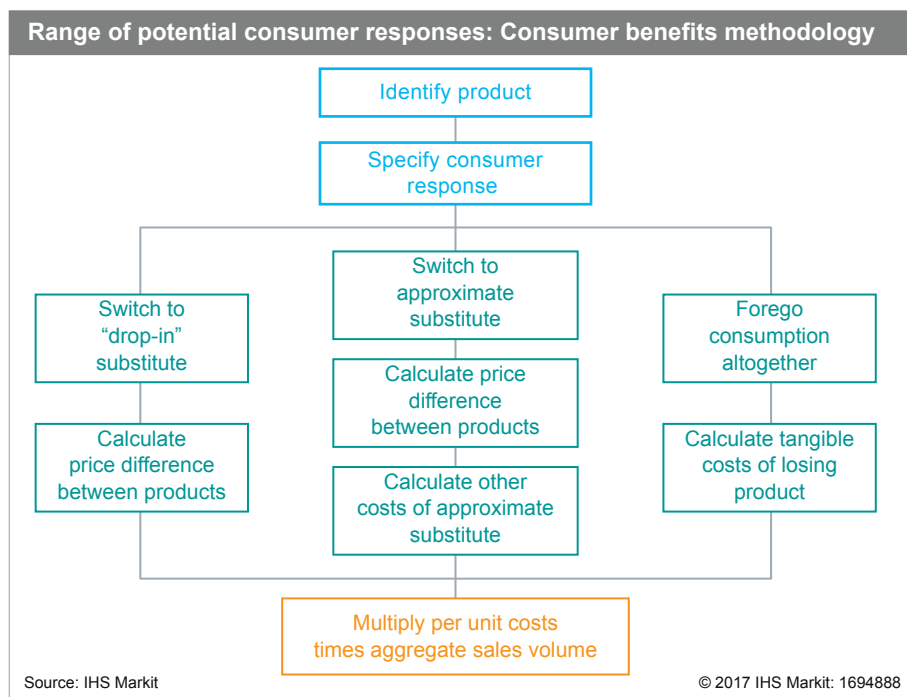 Range of potential consumer responses: Consumer benefits methodology
Identify product
Specify consumer
response
Switch to
“drop-in”
substitute
Calculate
price difference
between products
Switch to
approximate
substitute
Calculate price
difference
between products
Calculate other
costs of approximate
substitute
Forego
consumption
altogether
Calculate tangible
costs of losing
product
Multiply per unit costs
times aggregate sales volume
Source: IHS Markit
© 2017 IHS Markit: 1694888